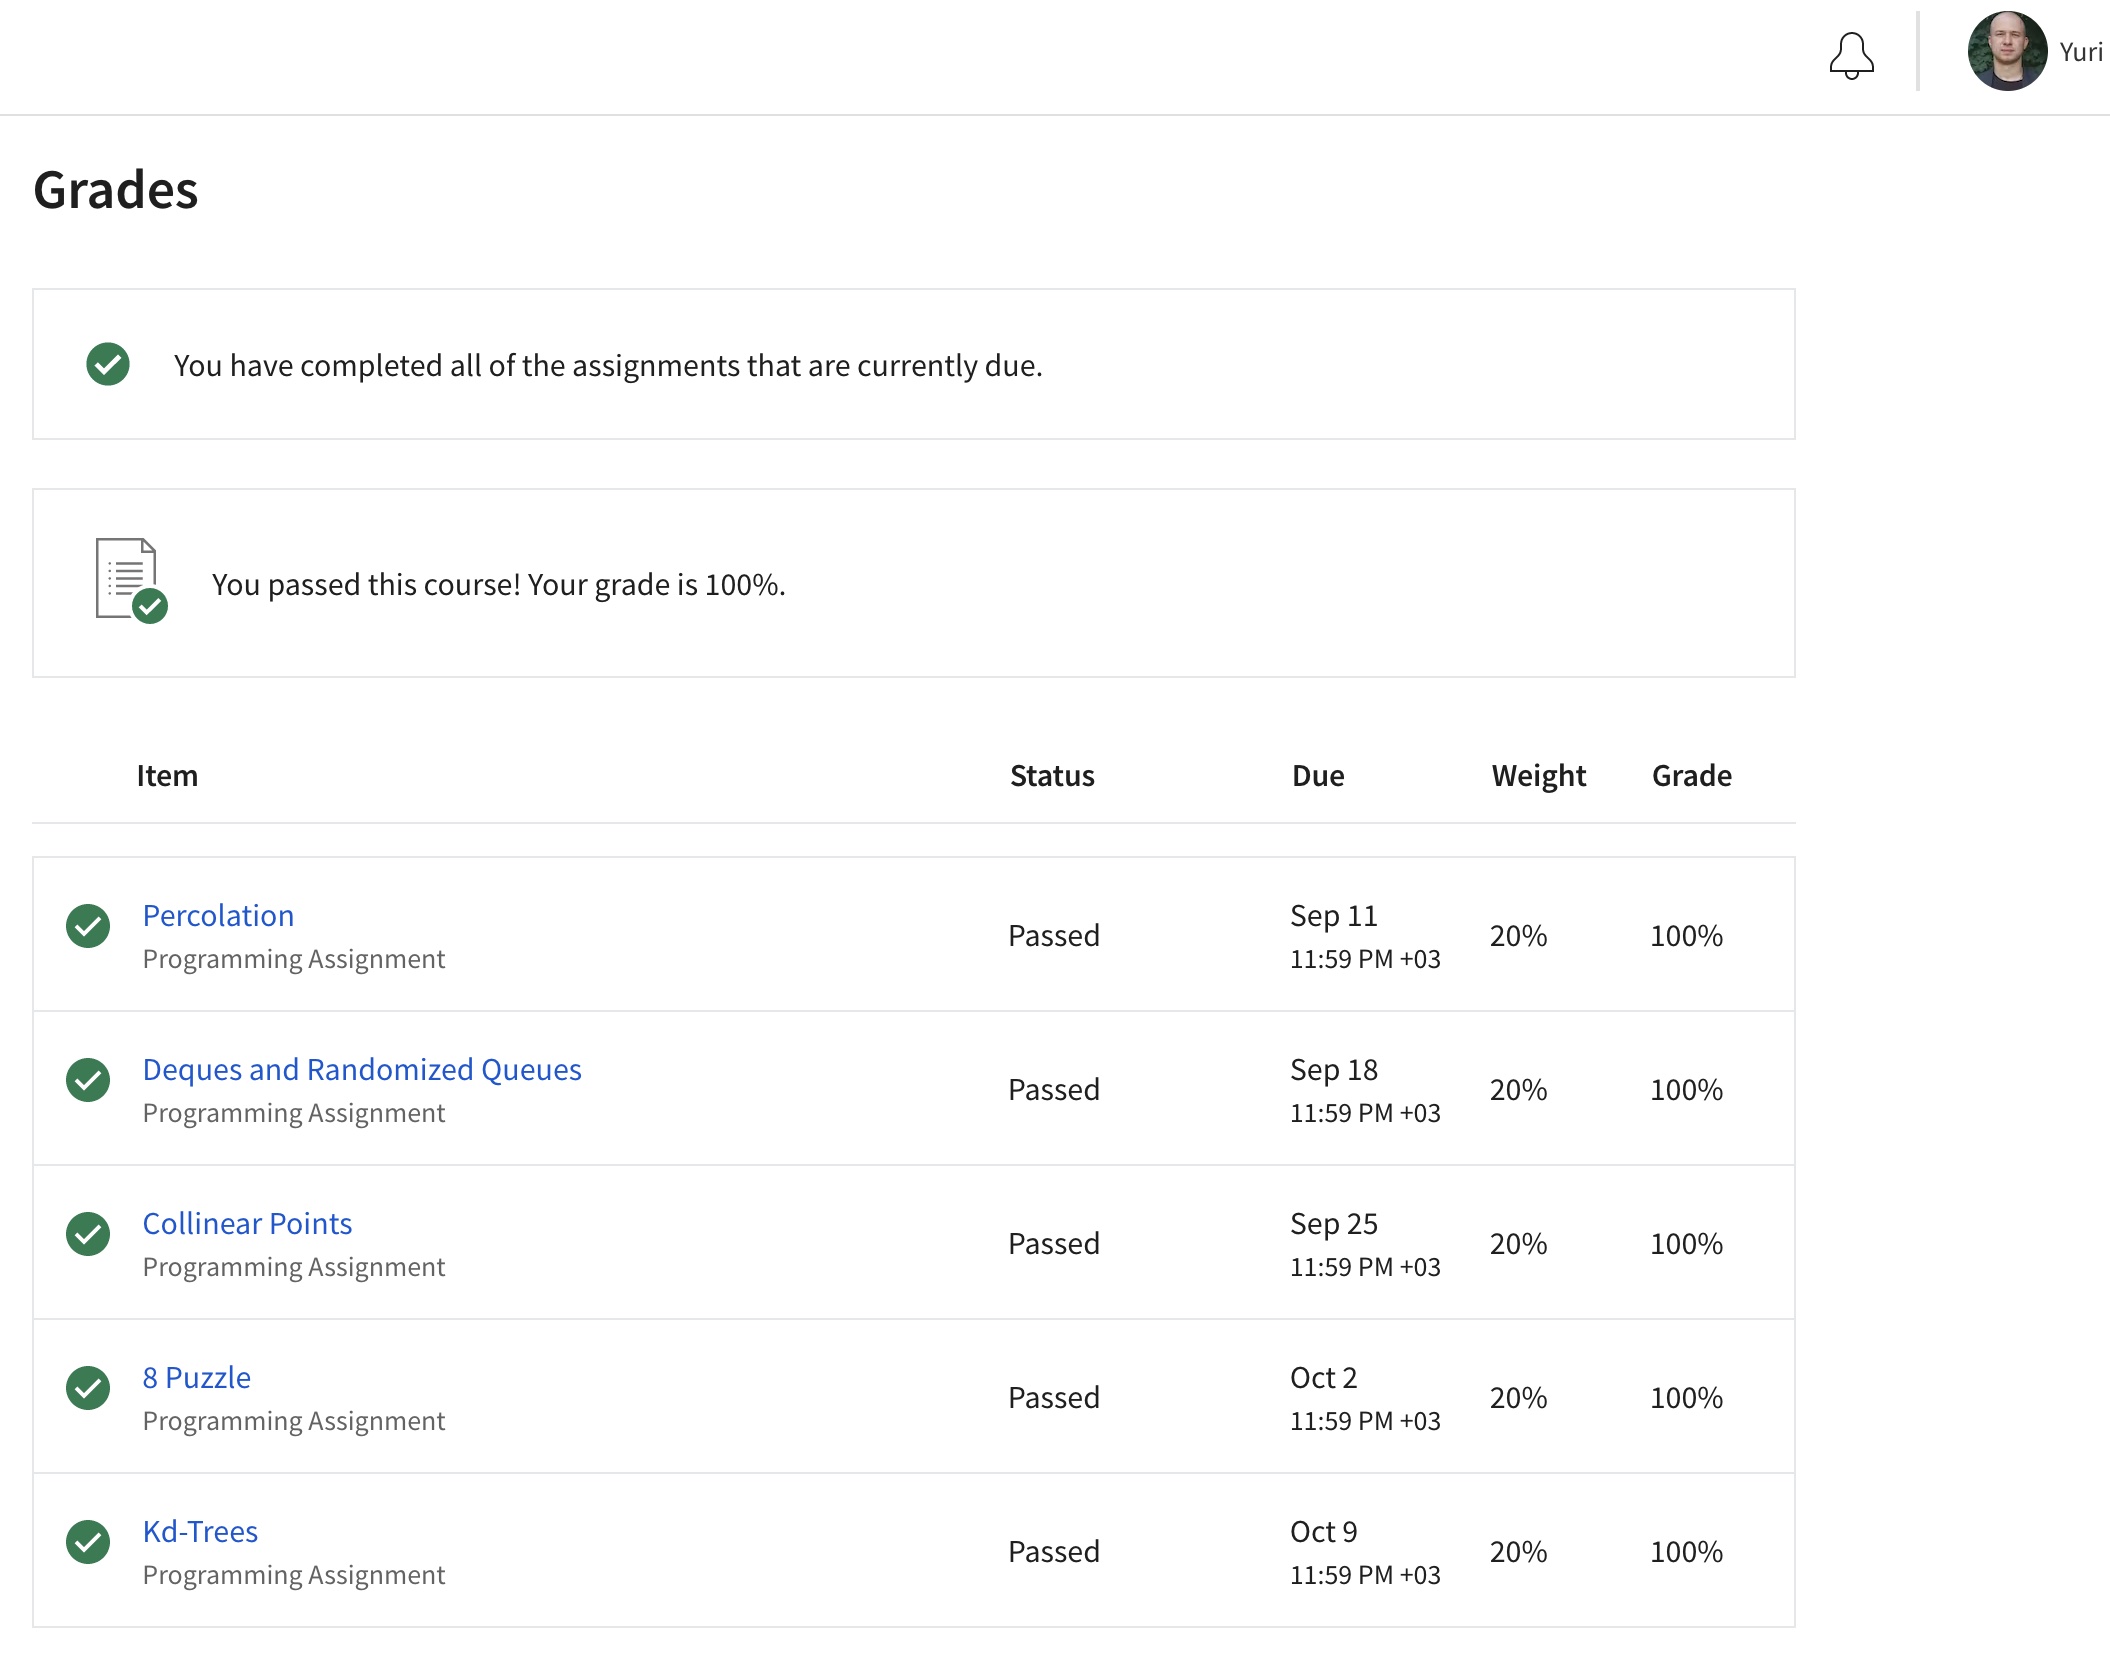 Yuri
Grades
You have completed all of the assignments that are currently due.
You passed this course! Your grade is 100%.
Item Status Due Weight Grade
Percolation
Programming Assignment
Passed
Sep 11
11:59 PM +03
20%
100%
Deques and Randomized Queues
Programming Assignment
Passed
Sep 18
11:59 PM +03
20%
100%
Collinear Points
Programming Assignment
Passed
Sep 25
11:59 PM +03
20%
100%
8 Puzzle
Programming Assignment
Passed
Oct 2
11:59 PM +03
20%
100%
Kd-Trees
Programming Assignment
Passed
Oct 9
11:59 PM +03
20%
100%